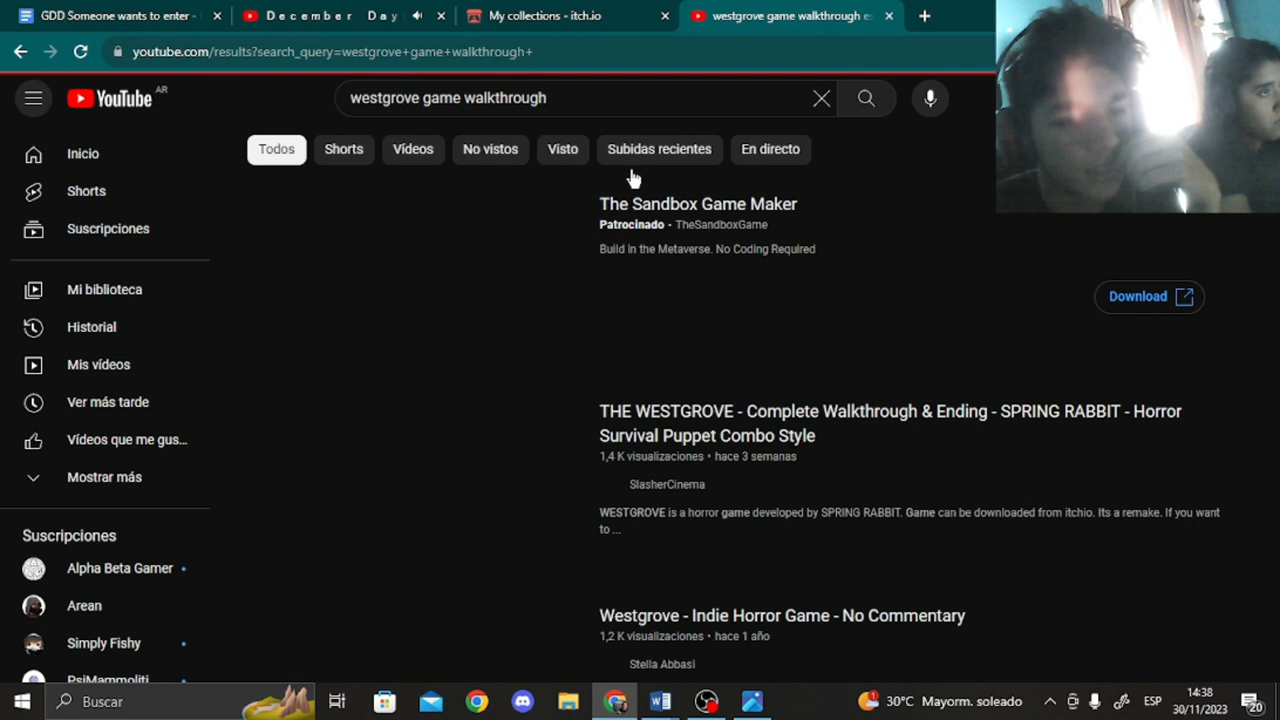 GDD Someone wants to enter -
December Day
My collections - itch.io
westgrove game walkthrough es
youtube.com/results?search_query=westgrove+game+walkthrough+
YouTube AR
westgrove game walkthrough
Todos
Shorts
Vídeos
No vistos
Visto
Subidas recientes
En directo
Inicio
Shorts
Suscripciones
Mi biblioteca
Historial
Mis vídeos
Ver más tarde
Vídeos que me gus...
Mostrar más
Suscripciones
Alpha Beta Gamer
Arean
Simply Fishy
PsiMammoliti
The Sandbox Game Maker
Patrocinado · TheSandboxGame
Build in the Metaverse. No Coding Required
Download
THE WESTGROVE - Complete Walkthrough & Ending - SPRING RABBIT - Horror
Survival Puppet Combo Style
1,4 K visualizaciones · hace 3 semanas
SlasherCinema
WESTGROVE is a horror game developed by SPRING RABBIT. Game can be downloaded from itchio. Its a remake. If you want
to ...
Westgrove - Indie Horror Game - No Commentary
1,2 K visualizaciones · hace 1 año
Stella Abbasi
Buscar
1
30°C Mayorm. soleado
ESP
14:38
30/11/2023
20